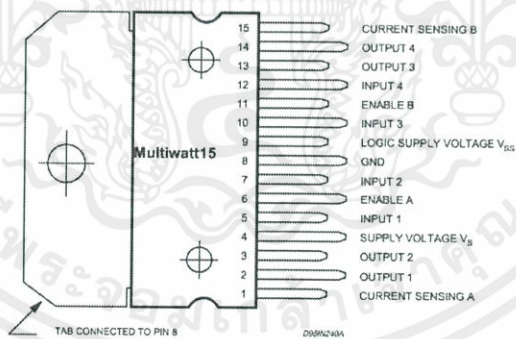 15 CURRENT SENSING B
14 OUTPUT 4
13 OUTPUT 3
12 INPUT 4
11 ENABLE B
10 INPUT 3
9 LOGIC SUPPLY VOLTAGE VSS
8 GND
Multiwatt15
7 INPUT 2
6 ENABLE A
5 INPUT 1
4 SUPPLY VOLTAGE VS
3 OUTPUT 2
2 OUTPUT 1
1 CURRENT SENSING A
TAB CONNECTED TO PIN 8
D95IN240A